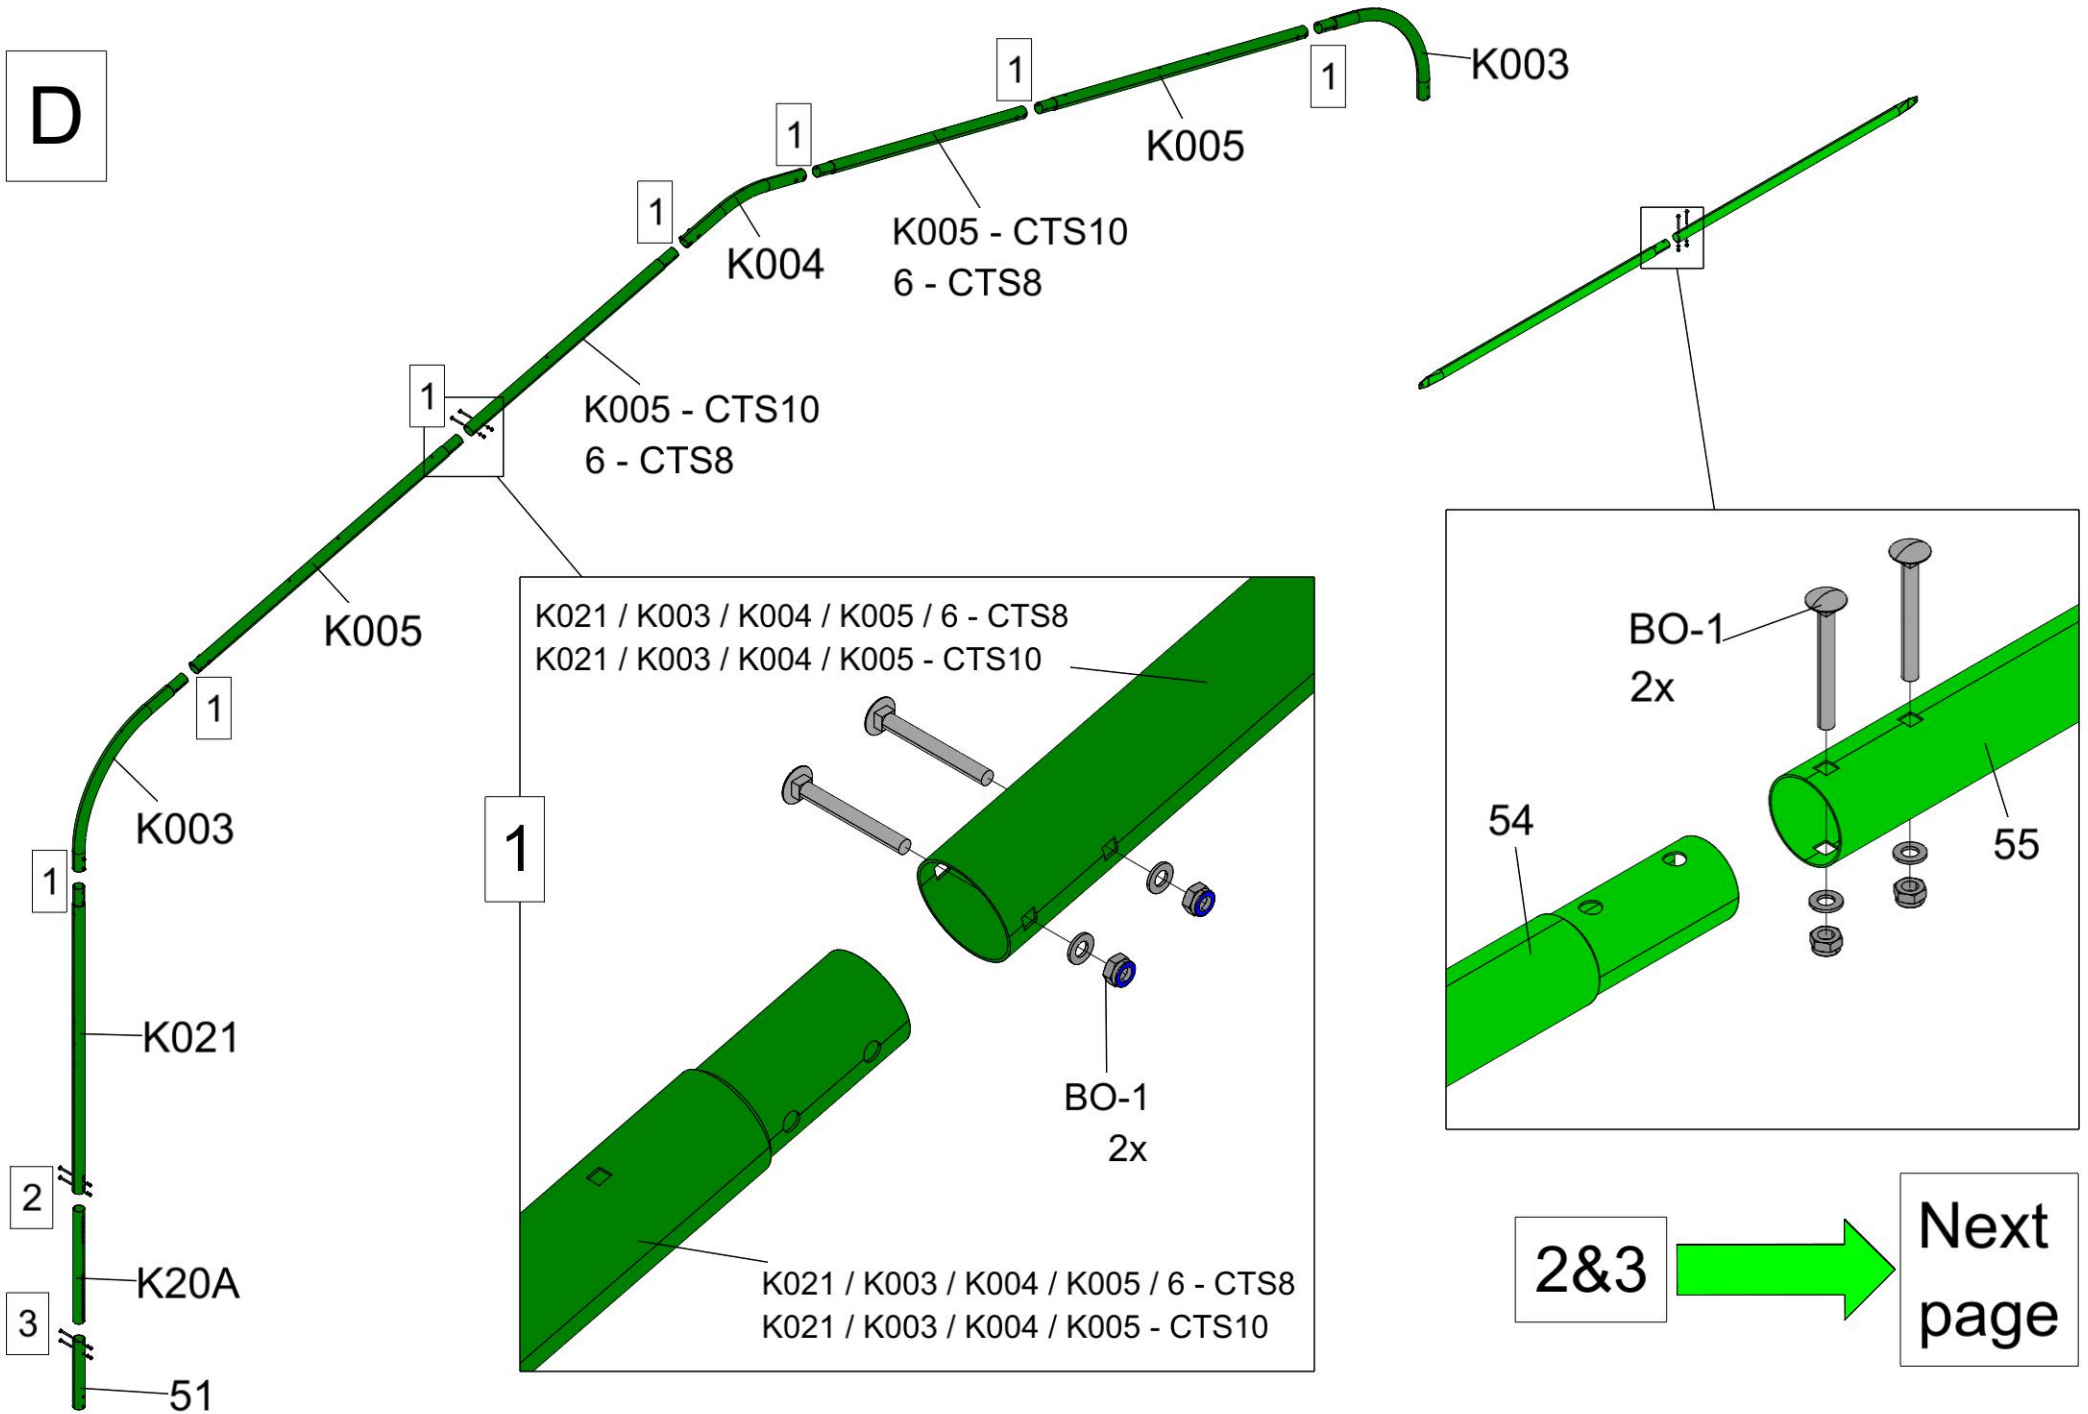 D
1
K003
1
1
K005
1
K005 - CTS10
6 - CTS8
K004
1
K005 - CTS10
6 - CTS8
K005
1
K003
1
K021
2
K20A
3
51
K021 / K003 / K004 / K005 / 6 - CTS8
K021 / K003 / K004 / K005 - CTS10
1
BO-1
2x
K021 / K003 / K004 / K005 / 6 - CTS8
K021 / K003 / K004 / K005 - CTS10
BO-1
2x
54
55
2&3
Next
page